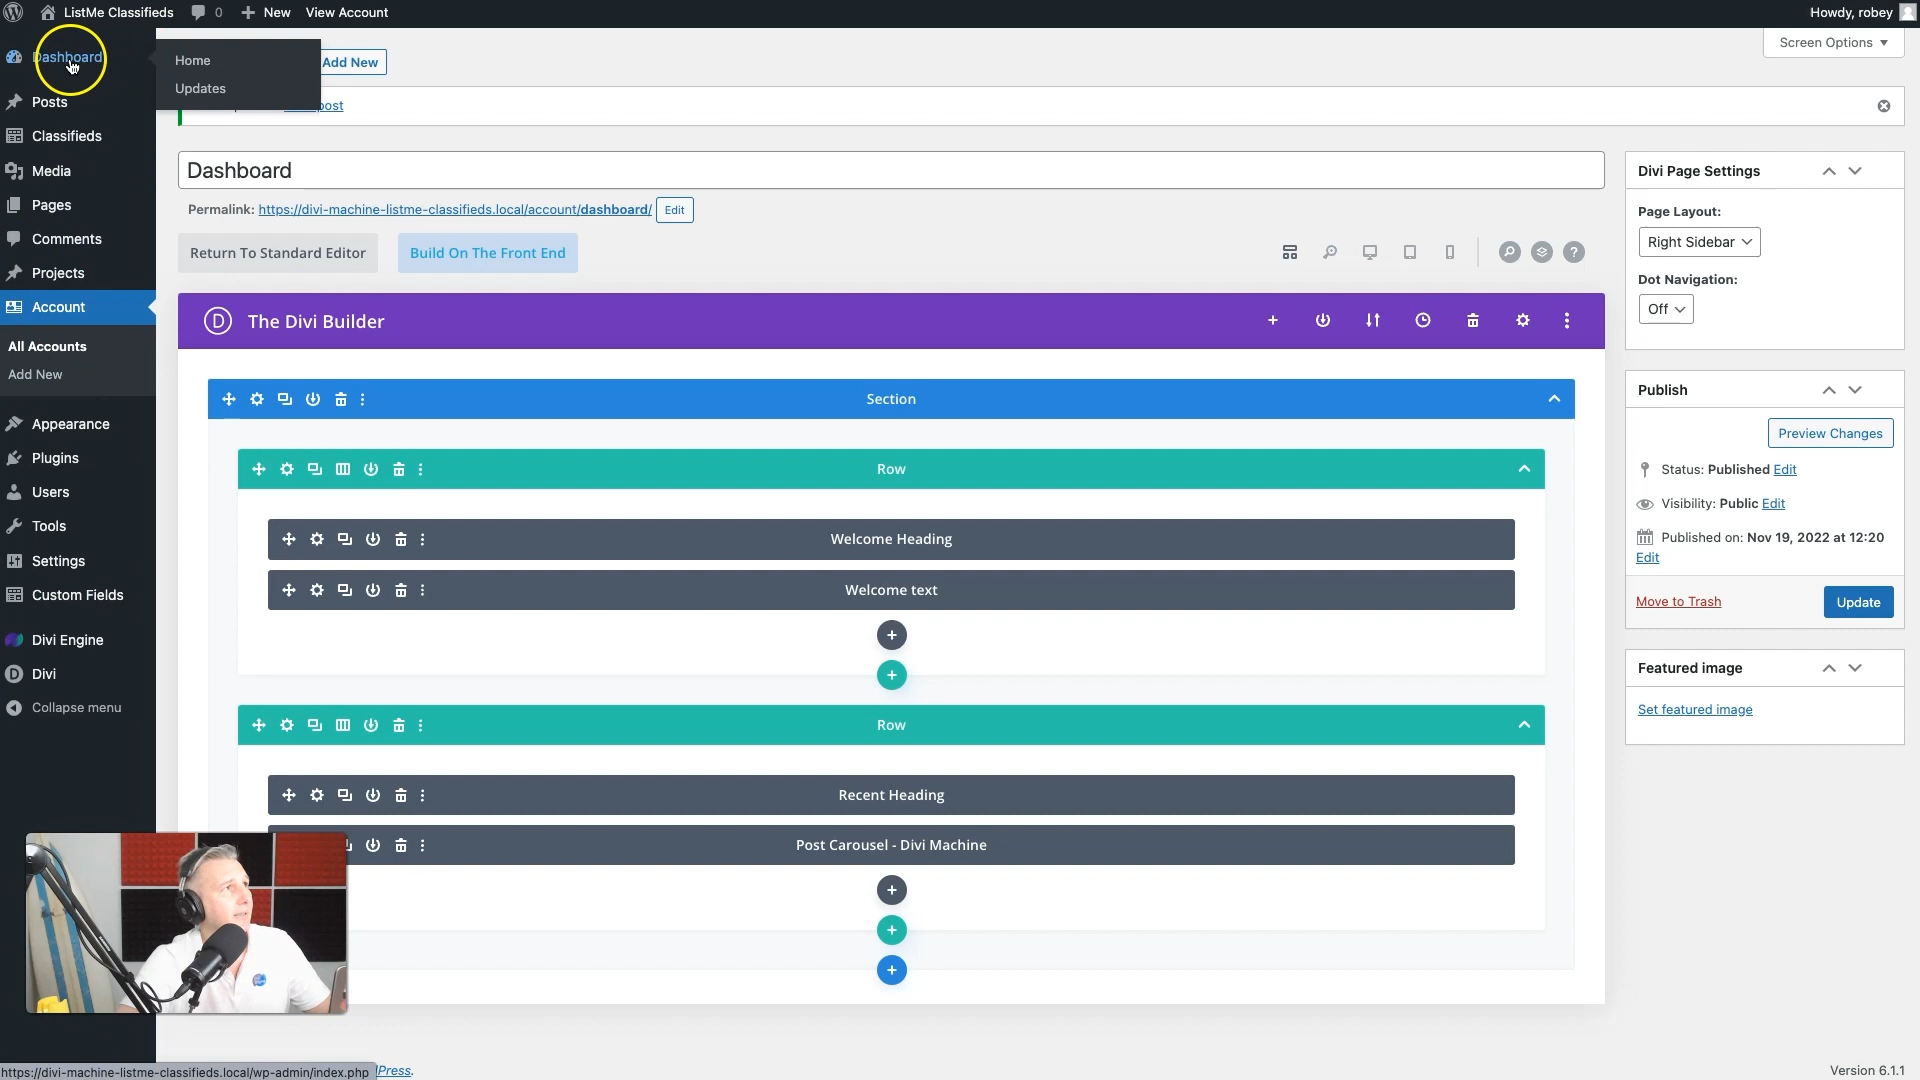 ListMe Classifieds 0 New View Account Howdy, robey
Dashboard
Home
Updates
Posts
Classifieds
Media
Pages
Comments
Projects
Account
All Accounts
Add New
Appearance
Plugins
Users
Tools
Settings
Custom Fields
Divi Engine
Divi
Collapse menu
Add New
Screen Options
post
Dashboard
Permalink: https://divi-machine-listme-classifieds.local/account/dashboard/ Edit
Return To Standard Editor Build On The Front End
The Divi Builder
Section
Row
Welcome Heading
Welcome text
Row
Recent Heading
Post Carousel - Divi Machine
Divi Page Settings
Page Layout:
Right Sidebar
Dot Navigation:
Off
Publish
Preview Changes
Status: Published Edit
Visibility: Public Edit
Published on: Nov 19, 2022 at 12:20
Edit
Move to Trash Update
Featured image
Set featured image
https://divi-machine-listme-classifieds.local/wp-admin/index.php
Press.
Version 6.1.1